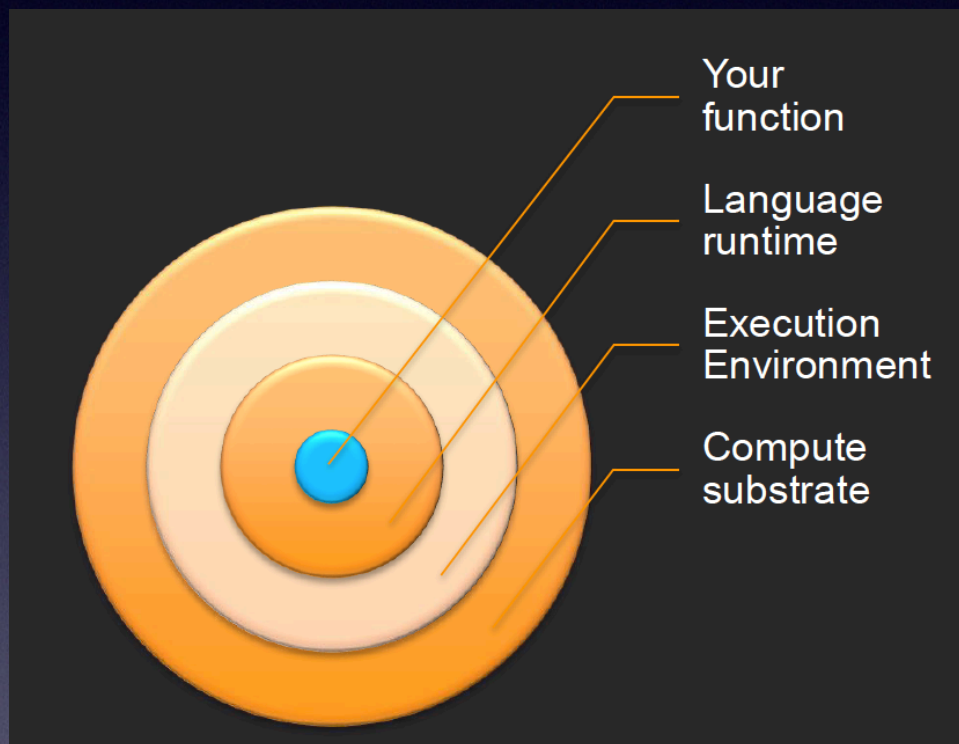 Your
function
Language
runtime
Execution
Environment
Compute
substrate